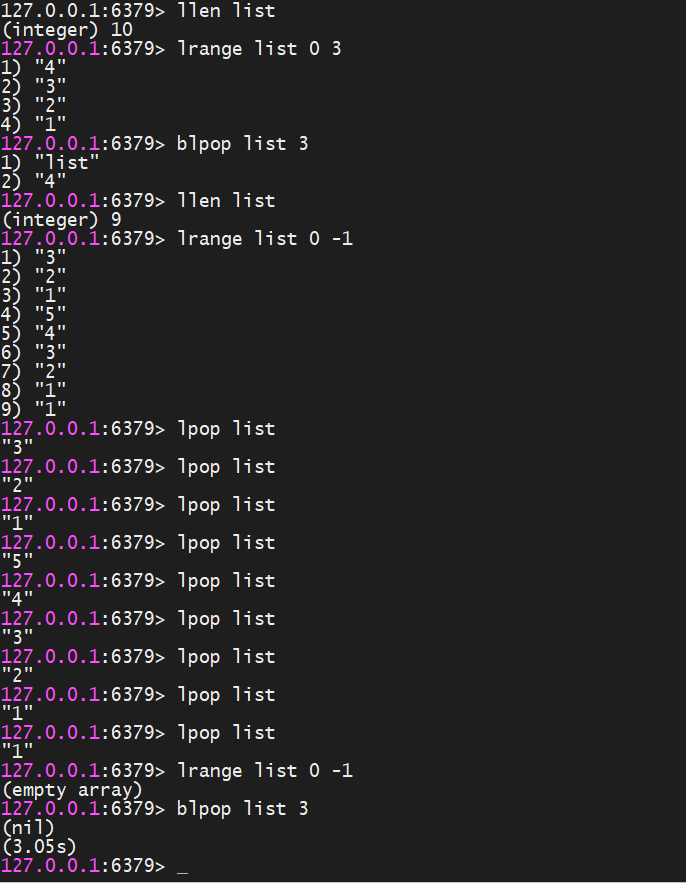 127.0.0.1:6379> llen list
(integer) 10
127.0.0.1:6379> lrange list 0 3
1) "4"
2) "3"
3) "2"
4) "1"
127.0.0.1:6379> blpop list 3
1) "list"
2) "4"
127.0.0.1:6379> llen list
(integer) 9
127.0.0.1:6379> lrange list 0 -1
1) "3"
2) "2"
3) "1"
4) "5"
5) "4"
6) "3"
7) "2"
8) "1"
9) "1"
127.0.0.1:6379> lpop list
"3"
127.0.0.1:6379> lpop list
"2"
127.0.0.1:6379> lpop list
"1"
127.0.0.1:6379> lpop list
"5"
127.0.0.1:6379> lpop list
"4"
127.0.0.1:6379> lpop list
"3"
127.0.0.1:6379> lpop list
"2"
127.0.0.1:6379> lpop list
"1"
127.0.0.1:6379> lpop list
"1"
127.0.0.1:6379> lrange list 0 -1
(empty array)
127.0.0.1:6379> blpop list 3
(nil)
(3.05s)
127.0.0.1:6379> _